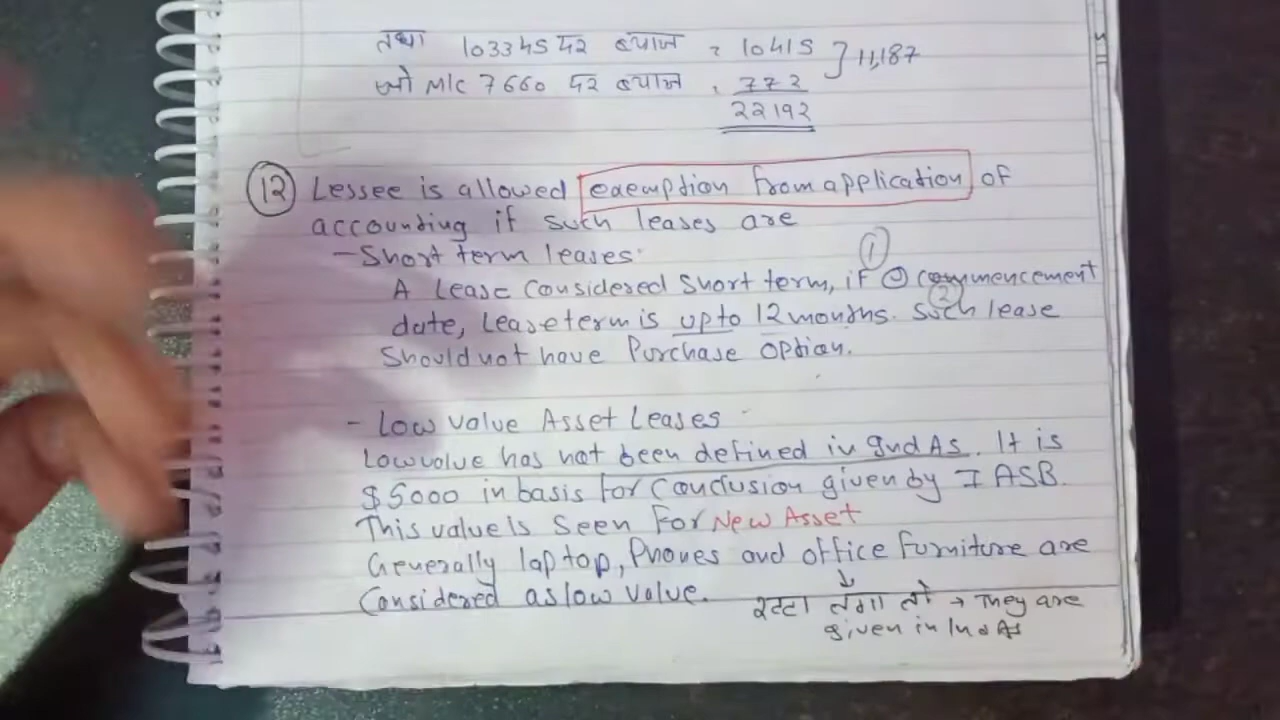 तथा 103345 पर ब्याज = 10415 } 11,187
जो M/C 7660 पर ब्याज = 772
22192
(12) Lessee is allowed exemption from application of
accounting if such leases are
- Short term leases.
(1)
A Lease considered short term, if @ commencement
(2)
date, lease term is upto 12 months. Such lease
should not have Purchase option.
- Low value Asset Leases -
Low value has not been defined in Ind AS. It is
$5000 in basis for conclusion given by IASB.
This value is seen for New Asset
Generally laptop, Phones and office furniture are
considered as low value.
↓
रट्टा लगा लो → They are
given in Ind As